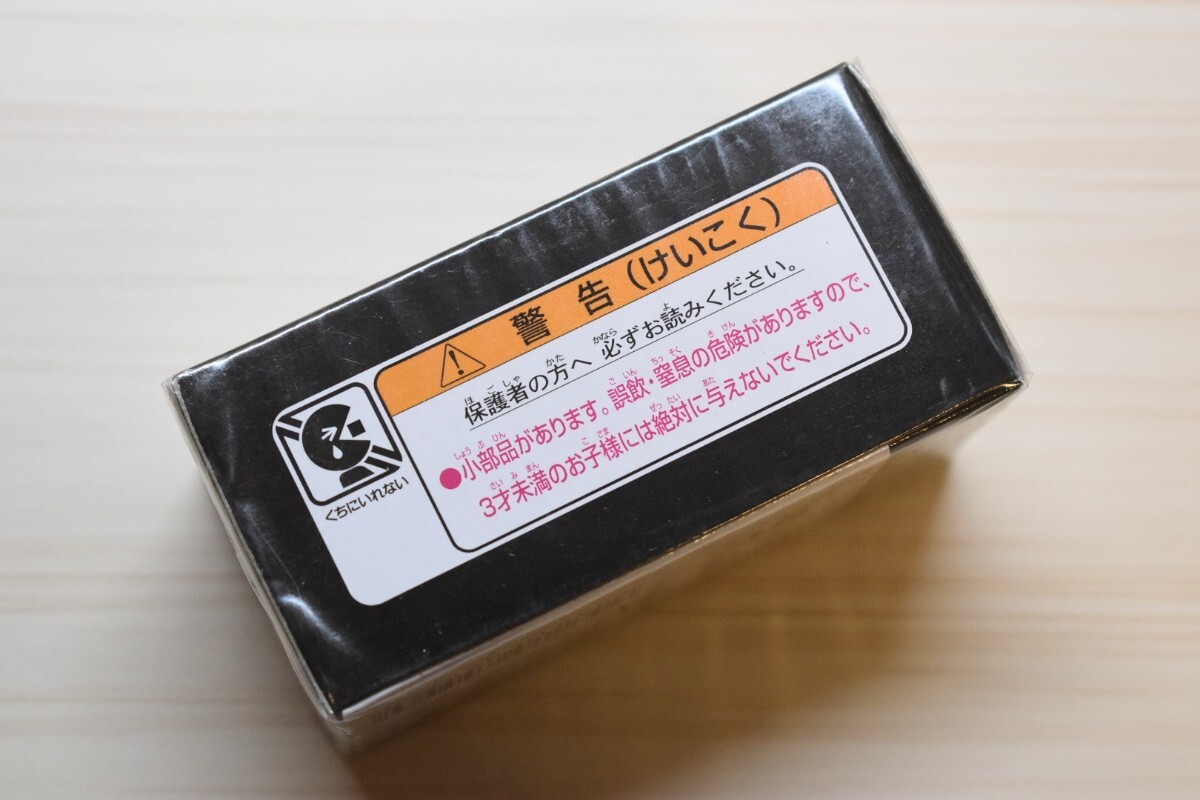 警告(けいこく)
保護者の方へ 必ずお読みください。
●小部品があります。誤飲・窒息の危険がありますので、
3才未満のお子様には絶対に与えないでください。
くちにいれない